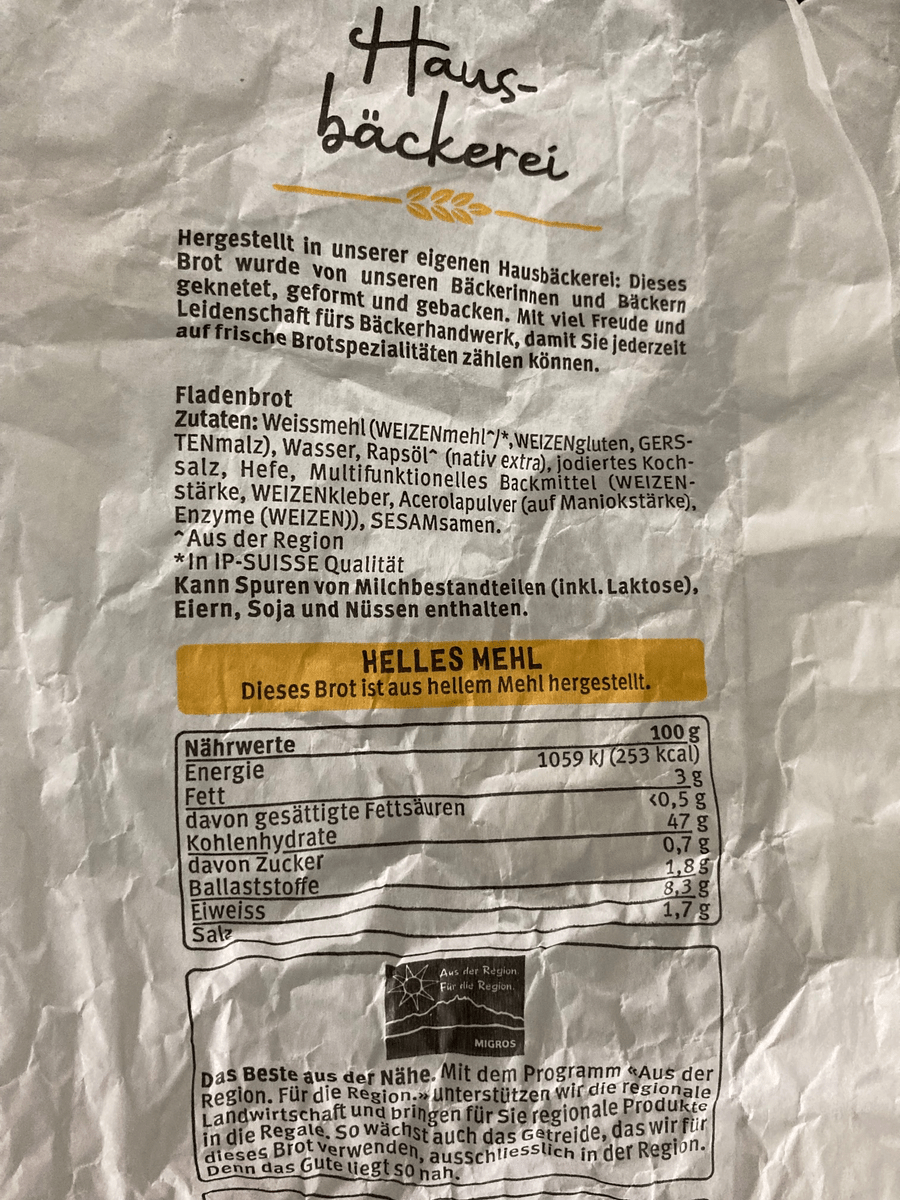 Haus-
bäckerei
Hergestellt in unserer eigenen Hausbäckerei: Dieses
Brot wurde von unseren Bäckerinnen und Bäckern
geknetet, geformt und gebacken. Mit viel Freude und
Leidenschaft fürs Bäckerhandwerk, damit Sie jederzeit
auf frische Brotspezialitäten zählen können.
Fladenbrot
Zutaten: Weissmehl (WEIZENmehl^/*, WEIZENgluten, GERS-
TENmalz), Wasser, Rapsöl^ (nativ extra), jodiertes Koch-
salz, Hefe, Multifunktionelles Backmittel (WEIZEN-
stärke, WEIZENkleber, Acerolapulver (auf Maniokstärke),
Enzyme (WEIZEN)), SESAMsamen.
^Aus der Region
*In IP-SUISSE Qualität
Kann Spuren von Milchbestandteilen (inkl. Laktose),
Eiern, Soja und Nüssen enthalten.
HELLES MEHL
Dieses Brot ist aus hellem Mehl hergestellt.
Nährwerte 100 g
Energie 1059 kJ (253 kcal)
Fett 3 g
davon gesättigte Fettsäuren <0,5 g
Kohlenhydrate 47 g
davon Zucker 0,7 g
Ballaststoffe 1,8 g
Eiweiss 8,3 g
Salz 1,7 g
Aus der Region.
Für die Region.
MIGROS
Das Beste aus der Nähe. Mit dem Programm «Aus der
Region. Für die Region.» unterstützen wir die regionale
Landwirtschaft und bringen für Sie regionale Produkte
in die Regale. So wächst auch das Getreide, das wir für
dieses Brot verwenden, ausschliesslich in der Region.
Denn das Gute liegt so nah.